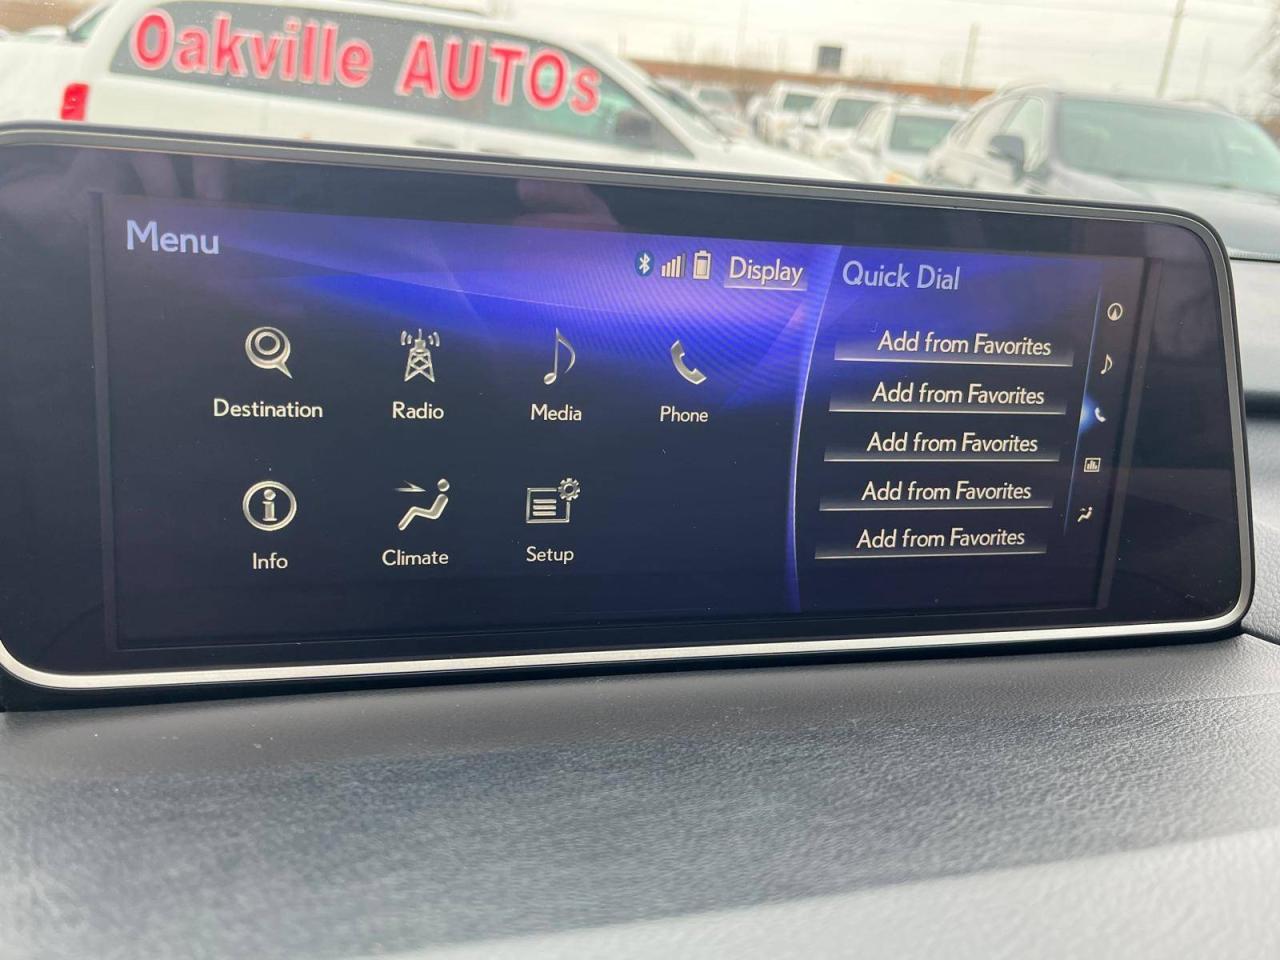 Oakville AUTOs
Menu
Display
Quick Dial
Destination
Radio
Media
Phone
Info
Climate
Setup
Add from Favorites
Add from Favorites
Add from Favorites
Add from Favorites
Add from Favorites